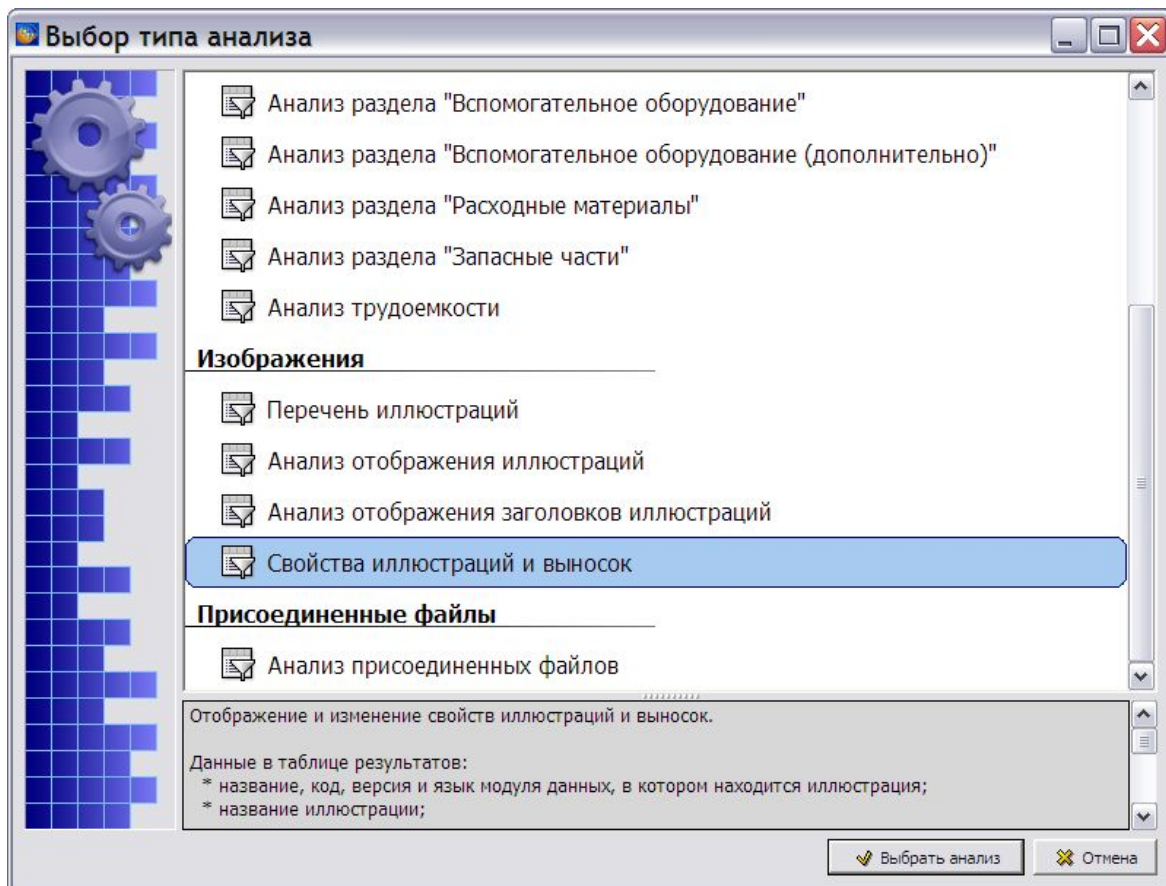 Выбор типа анализа
Анализ раздела "Вспомогательное оборудование"
Анализ раздела "Вспомогательное оборудование (дополнительно)"
Анализ раздела "Расходные материалы"
Анализ раздела "Запасные части"
Анализ трудоемкости
Изображения
Перечень иллюстраций
Анализ отображения иллюстраций
Анализ отображения заголовков иллюстраций
Свойства иллюстраций и выносок
Присоединенные файлы
Анализ присоединенных файлов
Отображение и изменение свойств иллюстраций и выносок.
Данные в таблице результатов:
* название, код, версия и язык модуля данных, в котором находится иллюстрация;
* название иллюстрации;
Выбрать анализ
Отмена